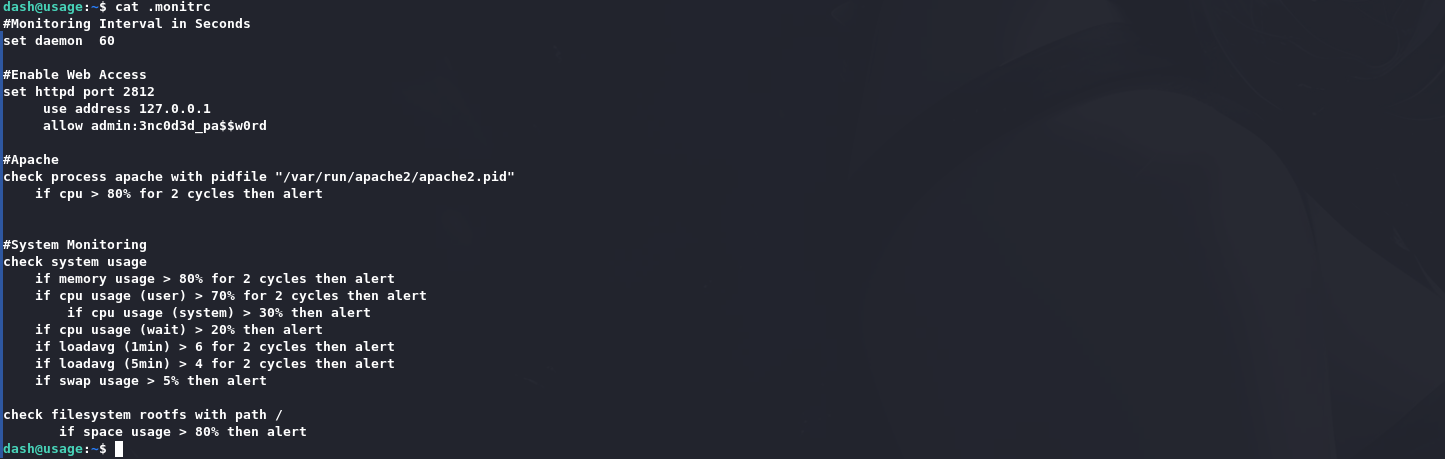 dash@usage:~$ cat .monitrc
#Monitoring Interval in Seconds
set daemon  60

#Enable Web Access
set httpd port 2812
     use address 127.0.0.1
     allow admin:3nc0d3d_pa$$w0rd

#Apache
check process apache with pidfile "/var/run/apache2/apache2.pid"
    if cpu > 80% for 2 cycles then alert


#System Monitoring
check system usage
    if memory usage > 80% for 2 cycles then alert
    if cpu usage (user) > 70% for 2 cycles then alert
        if cpu usage (system) > 30% then alert
    if cpu usage (wait) > 20% then alert
    if loadavg (1min) > 6 for 2 cycles then alert
    if loadavg (5min) > 4 for 2 cycles then alert
    if swap usage > 5% then alert

check filesystem rootfs with path /
       if space usage > 80% then alert
dash@usage:~$